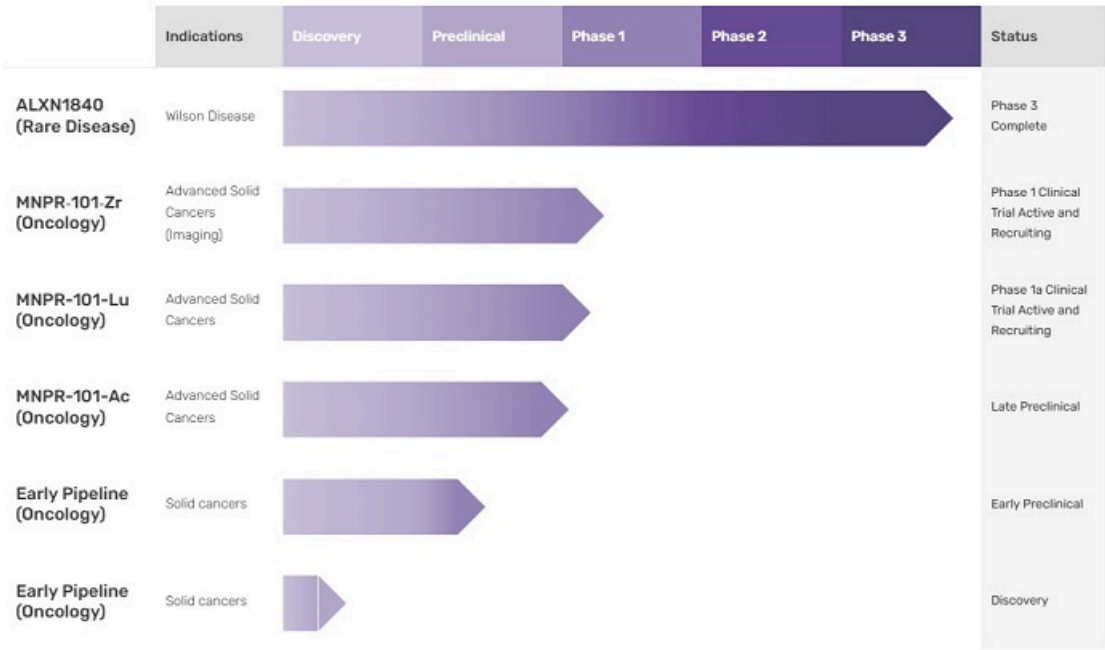 Indications Discovery Preclinical Phase 1 Phase 2 Phase 3 Status
ALXN1840
(Rare Disease)
Wilson Disease
Phase 3
Complete
MNPR-101-Zr
(Oncology)
Advanced Solid
Cancers
(Imaging)
Phase 1 Clinical
Trial Active and
Recruiting
MNPR-101-Lu
(Oncology)
Advanced Solid
Cancers
Phase 1a Clinical
Trial Active and
Recruiting
MNPR-101-Ac
(Oncology)
Advanced Solid
Cancers
Late Preclinical
Early Pipeline
(Oncology)
Solid cancers
Early Preclinical
Early Pipeline
(Oncology)
Solid cancers
Discovery